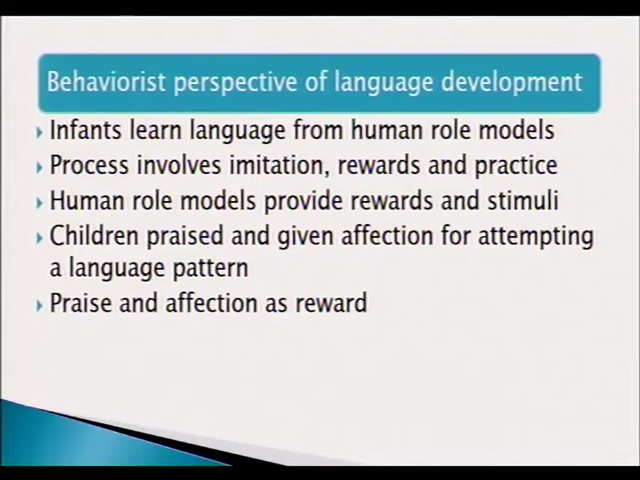 Behaviorist perspective of language development
Infants learn language from human role models
Process involves imitation, rewards and practice
Human role models provide rewards and stimuli
Children praised and given affection for attempting
a language pattern
Praise and affection as reward